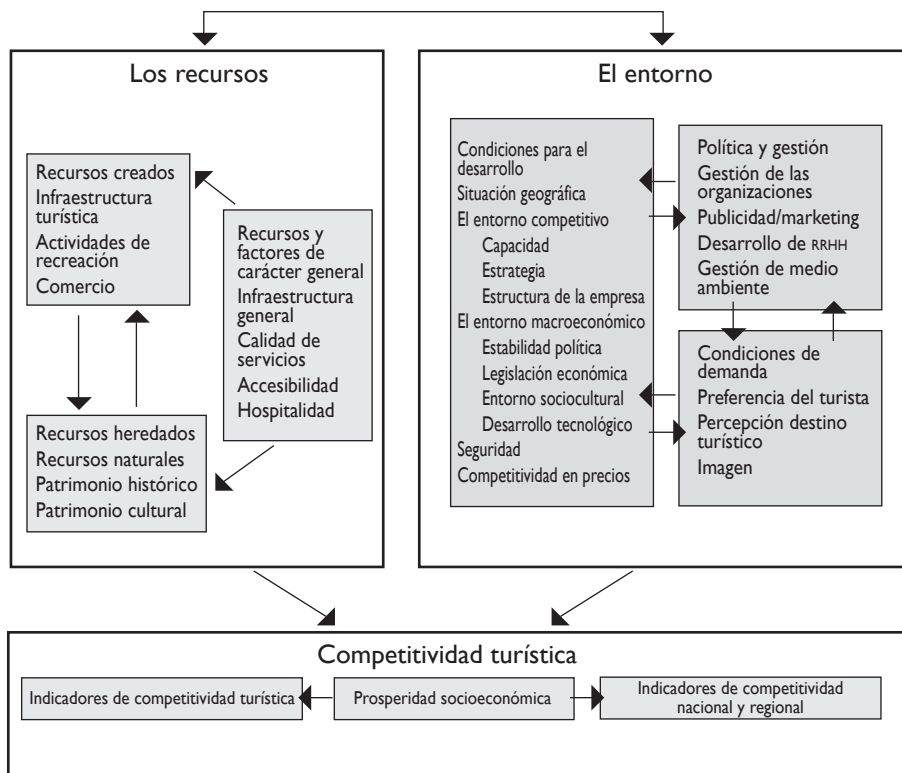 Los recursos
Recursos creados
Infraestructura
turística
Actividades de
recreación
Comercio
Recursos y
factores de
carácter general
Infraestructura
general
Calidad de
servicios
Accesibilidad
Hospitalidad
Recursos heredados
Recursos naturales
Patrimonio histórico
Patrimonio cultural
El entorno
Condiciones para el
desarrollo
Situación geográfica
El entorno competitivo
Capacidad
Estrategia
Estructura de la empresa
El entorno macroeconómico
Estabilidad política
Legislación económica
Entorno sociocultural
Desarrollo tecnológico
Seguridad
Competitividad en precios
Política y gestión
Gestión de las
organizaciones
Publicidad/marketing
Desarrollo de RRHH
Gestión de medio
ambiente
Condiciones de
demanda
Preferencia del turista
Percepción destino
turístico
Imagen
Competitividad turística
Indicadores de competitividad turística
Prosperidad socioeconómica
Indicadores de competitividad
nacional y regional